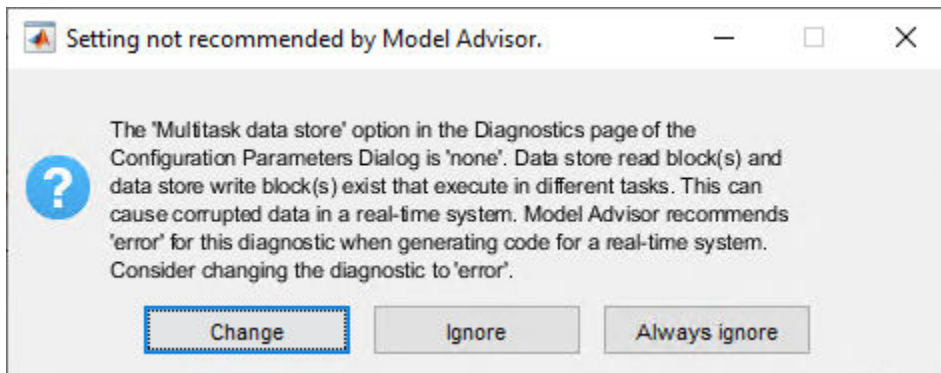 Setting not recommended by Model Advisor.
The 'Multitask data store' option in the Diagnostics page of the
Configuration Parameters Dialog is 'none'. Data store read block(s) and
data store write block(s) exist that execute in different tasks. This can
cause corrupted data in a real-time system. Model Advisor recommends
'error' for this diagnostic when generating code for a real-time system.
Consider changing the diagnostic to 'error'.
Change Ignore Always ignore